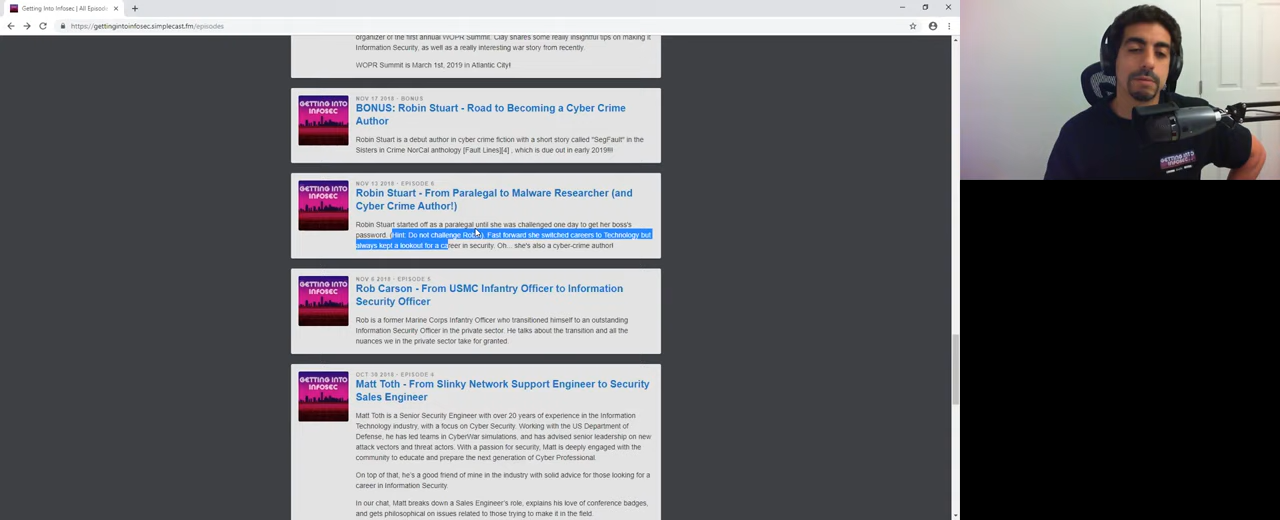 Getting Into Infosec | All Episod
https://gettingintoinfosec.simplecast.fm/episodes
organizer of the first annual WOPR Summit. Clay shares some really insightful tips on making it
Information Security, as well as a really interesting war story from recently.
WOPR Summit is March 1st, 2019 in Atlantic City!
GETTING INTO
INFOSEC
NOV 17 2018 · BONUS
BONUS: Robin Stuart - Road to Becoming a Cyber Crime
Author
Robin Stuart is a debut author in cyber crime fiction with a short story called "SegFault" in the
Sisters in Crime NorCal anthology [Fault Lines][4] , which is due out in early 2019!!!!
GETTING INTO
INFOSEC
NOV 13 2018 · EPISODE 6
Robin Stuart - From Paralegal to Malware Researcher (and
Cyber Crime Author!)
Robin Stuart started off as a paralegal until she was challenged one day to get her boss's
password. (Hint: Do not challenge Robin). Fast forward she switched careers to Technology but
always kept a lookout for a career in security. Oh... she's also a cyber-crime author!
GETTING INTO
INFOSEC
NOV 6 2018 · EPISODE 5
Rob Carson - From USMC Infantry Officer to Information
Security Officer
Rob is a former Marine Corps Infantry Officer who transitioned himself to an outstanding
Information Security Officer in the private sector. He talks about the transition and all the
nuances we in the private sector take for granted.
GETTING INTO
INFOSEC
OCT 30 2018 · EPISODE 4
Matt Toth - From Slinky Network Support Engineer to Security
Sales Engineer
Matt Toth is a Senior Security Engineer with over 20 years of experience in the Information
Technology industry, with a focus on Cyber Security. Working with the US Department of
Defense, he has led teams in CyberWar simulations, and has advised senior leadership on new
attack vectors and threat actors. With a passion for security, Matt is deeply engaged with the
community to educate and prepare the next generation of Cyber Professional.
On top of that, he's a good friend of mine in the industry with solid advice for those looking for a
career in Information Security.
In our chat, Matt breaks down a Sales Engineer's role, explains his love of conference badges,
and gets philosophical on issues related to those trying to make it in the field.
GETTING INTO
INFOSEC